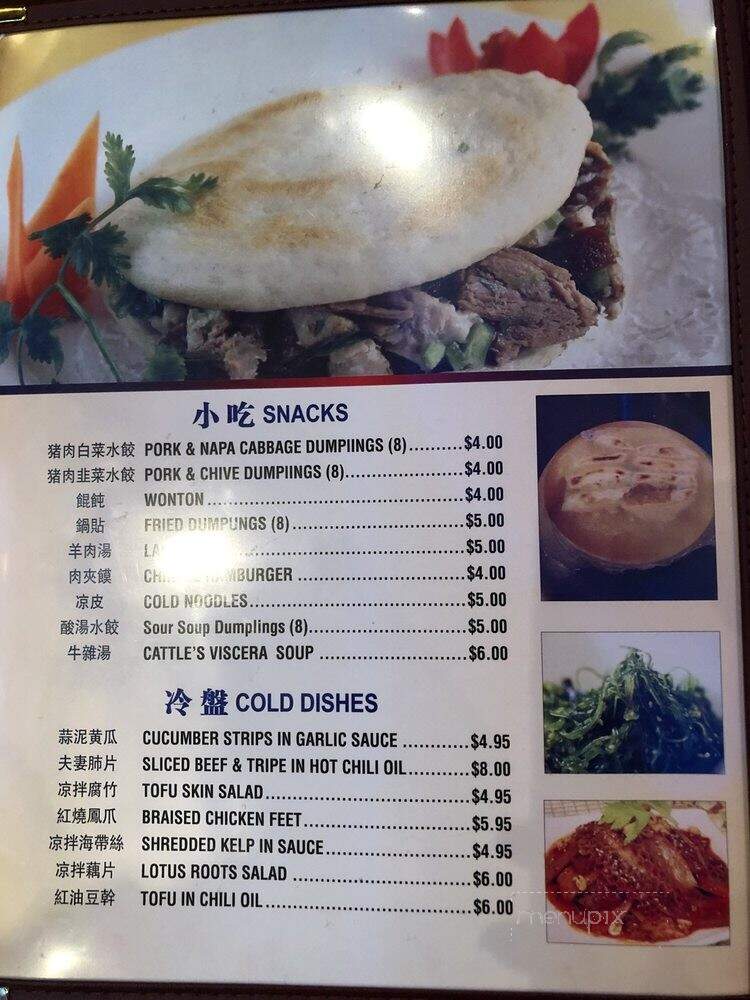 小吃 SNACKS
猪肉白菜水餃 PORK & NAPA CABBAGE DUMPIINGS (8)..........$4.00
猪肉韭菜水餃 PORK & CHIVE DUMPIINGS (8)......................$4.00
餛飩 WONTON................................................$4.00
鍋貼 FRIED DUMPUNGS (8)................................$5.00
羊肉湯 ........................................$5.00
肉夾饃 HAMBURGER ...............................$4.00
凉皮 COLD NOODLES........................................$5.00
酸湯水餃 Sour Soup Dumplings (8)..............................$5.00
牛雜湯 CATTLE'S VISCERA SOUP ............................$6.00
冷盤 COLD DISHES
蒜泥黄瓜 CUCUMBER STRIPS IN GARLIC SAUCE ............$4.95
夫妻肺片 SLICED BEEF & TRIPE IN HOT CHILI OIL............$8.00
凉拌腐竹 TOFU SKIN SALAD.....................................$4.95
紅燒鳳爪 BRAISED CHICKEN FEET..............................$5.95
凉拌海帶絲 SHREDDED KELP IN SAUCE..........................$4.95
凉拌藕片 LOTUS ROOTS SALAD ................................$6.00
紅油豆幹 TOFU IN CHILI OIL.....................................$6.00
menupix